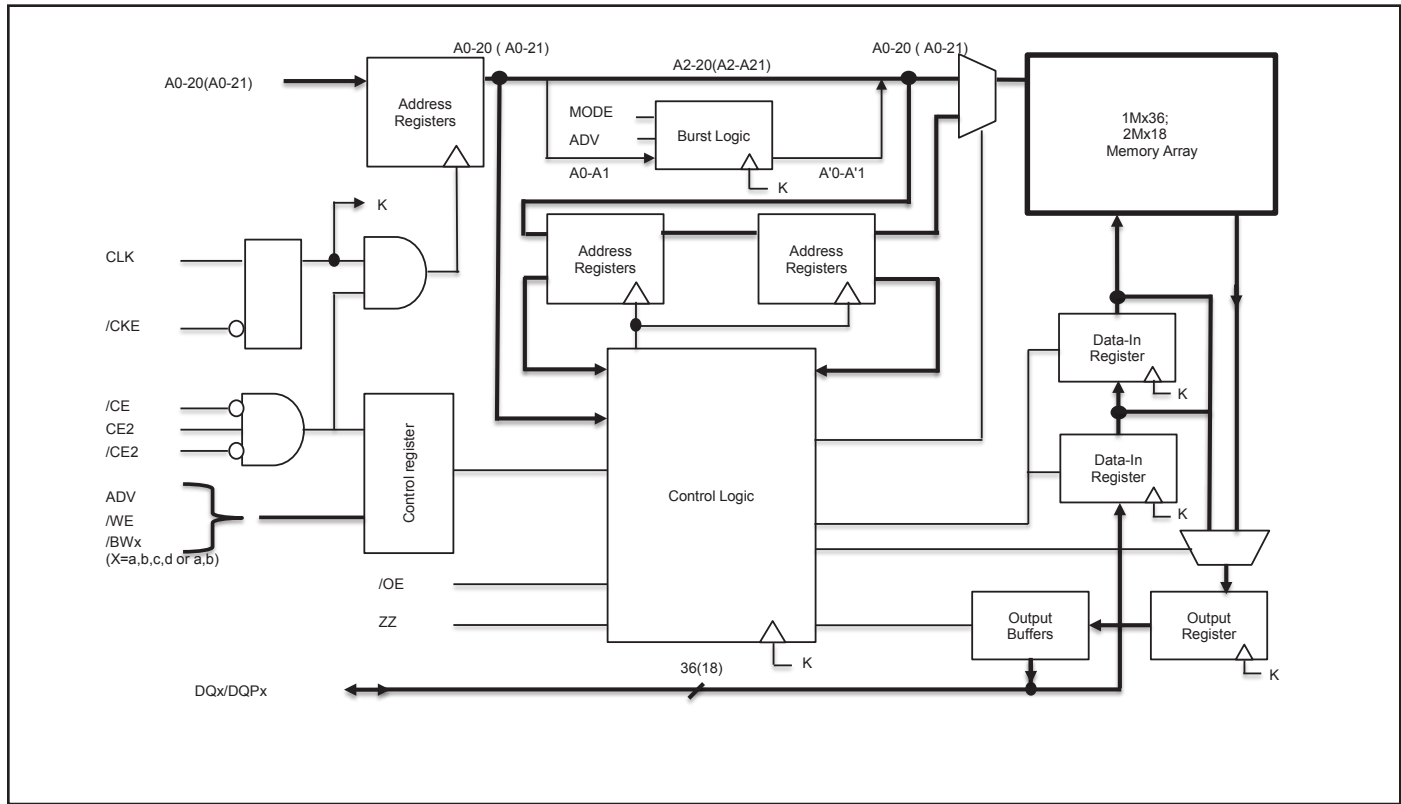 A0-20 ( A0-21)
A0-20 ( A0-21)
A2-20(A2-A21)
A0-20(A0-21)
Address
Registers
MODE
ADV
Burst Logic
A0-A1
A'0-A'1
K
1Mx36;
2Mx18
Memory Array
K
CLK
/CKE
Address
Registers
Address
Registers
Data-In
Register
K
/CE
CE2
/CE2
Control register
Control Logic
Data-In
Register
K
ADV
/WE
/BWx
(X=a,b,c,d or a,b)
/OE
ZZ
K
Output
Buffers
Output
Register
K
36(18)
DQx/DQPx